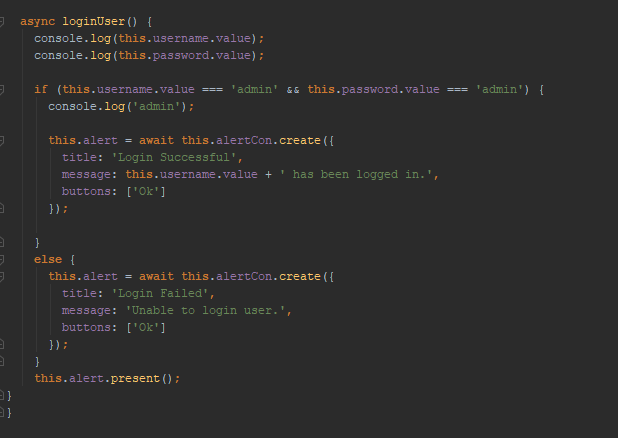 async loginUser() {
console.log(this.username.value);
console.log(this.password.value);
if (this.username.value === 'admin' && this.password.value === 'admin') {
console.log('admin');
this.alert = await this.alertCon.create({
title: 'Login Successful',
message: this.username.value + ' has been logged in.',
buttons: ['Ok']
});
}
else {
this.alert = await this.alertCon.create({
title: 'Login Failed',
message: 'Unable to login user.',
buttons: ['Ok']
});
}
this.alert.present();
}
}